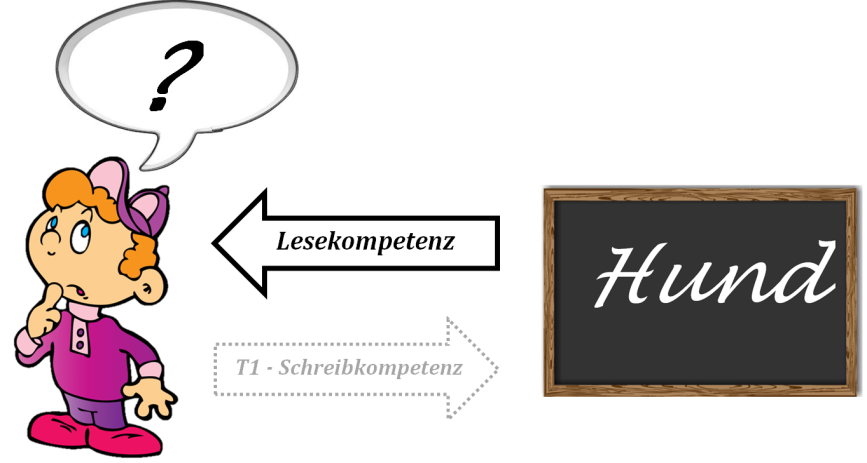 ?
Lesekompetenz
Hund
T1 - Schreibkompetenz